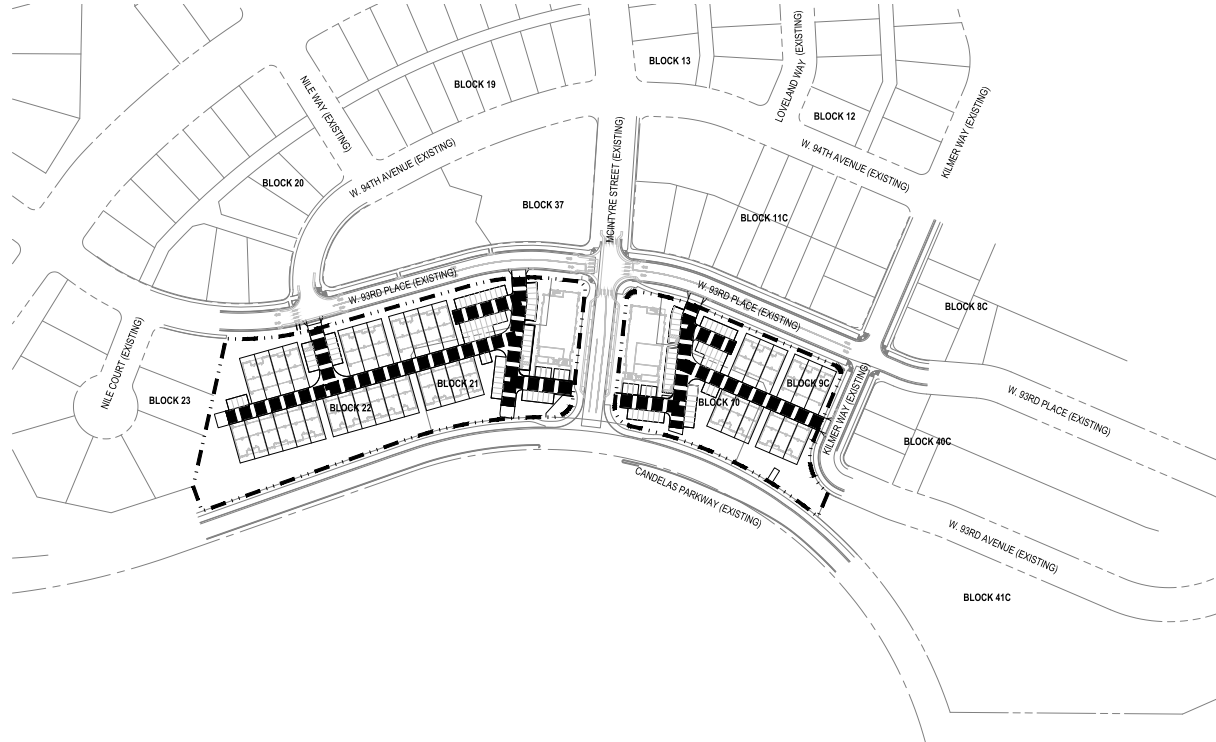 BLOCK 13
NILE WAY (EXISTING)
BLOCK 19
LOVELAND WAY (EXISTING)
BLOCK 12
KILMER WAY (EXISTING)
W. 94TH AVENUE (EXISTING)
W. 94TH AVENUE (EXISTING)
BLOCK 20
MCINTYRE STREET (EXISTING)
BLOCK 37
BLOCK 11C
W. 93RD PLACE (EXISTING)
W. 93RD PLACE (EXISTING)
BLOCK 8C
NILE COURT (EXISTING)
BLOCK 23
BLOCK 21
BLOCK 22
BLOCK 10
BLOCK 9C
KILMER WAY (EXISTING)
W. 93RD PLACE (EXISTING)
BLOCK 40C
CANDELAS PARKWAY (EXISTING)
W. 93RD AVENUE (EXISTING)
BLOCK 41C